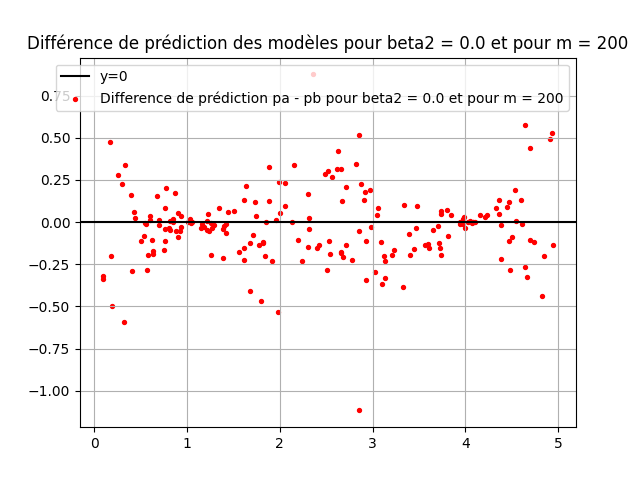 Différence de prédiction des modèles pour beta2 = 0.0 et pour m = 200
y=0
Difference de prédiction pa - pb pour beta2 = 0.0 et pour m = 200
0.75
0.50
0.25
0.00
−0.25
−0.50
−0.75
−1.00
0 1 2 3 4 5